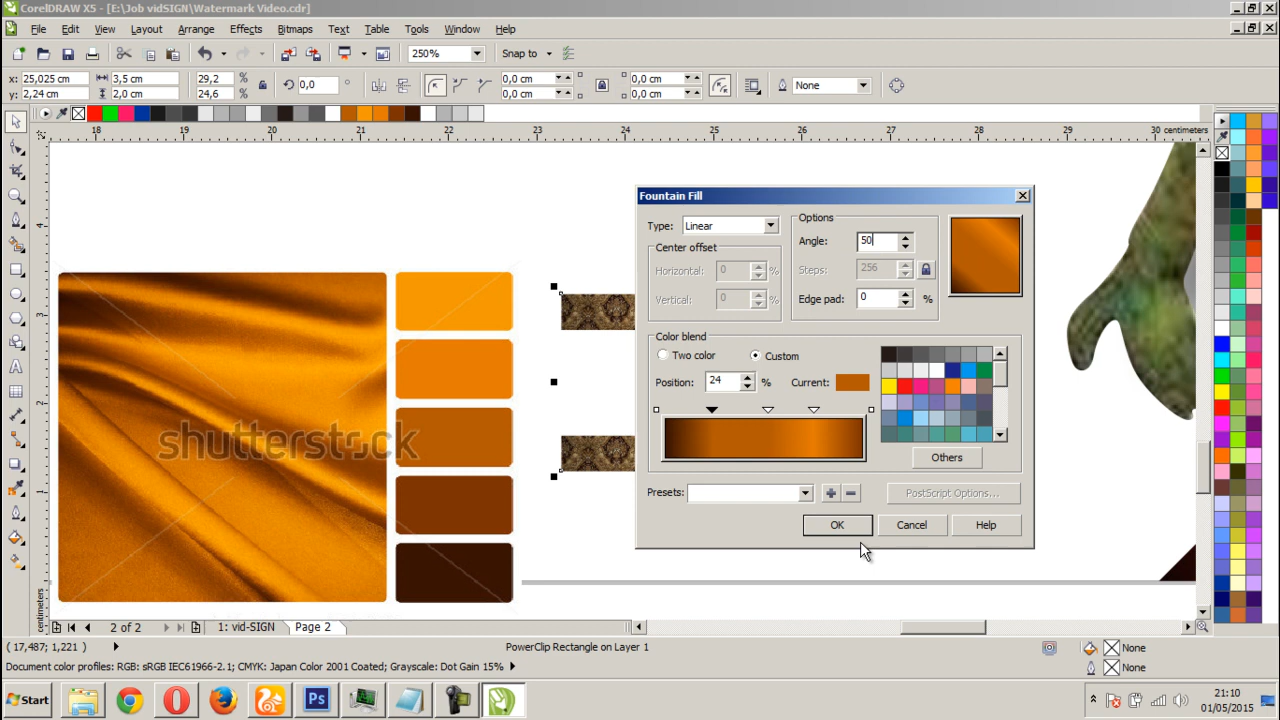 CorelDRAW X5 - [E:\Job vidSIGN\Watermark Video.cdr]
File Edit View Layout Arrange Effects Bitmaps Text Table Tools Window Help
250% Snap to
x: 25,025 cm 3,5 cm 29,2 % 0,0 ° 0,0 cm 0,0 cm None
y: 2,24 cm 2,0 cm 24,6 % 0,0 cm 0,0 cm
18 19 20 21 22 23 24 25 26 27 28 29 30 centimeters
4
3
2
1
centimeters
shutterstock
Fountain Fill
Type: Linear
Center offset
Horizontal: 0 %
Vertical: 0 %
Options
Angle: 50
Steps: 256
Edge pad: 0 %
Color blend
Two color Custom
Position: 24 % Current:
Others
Presets: PostScript Options...
OK Cancel Help
2 of 2 1: vid-SIGN Page 2
( 17,487; 1,221 ) PowerClip Rectangle on Layer 1 None
Document color profiles: RGB: sRGB IEC61966-2.1; CMYK: Japan Color 2001 Coated; Grayscale: Dot Gain 15% None
Start Ps 21:10
01/05/2015